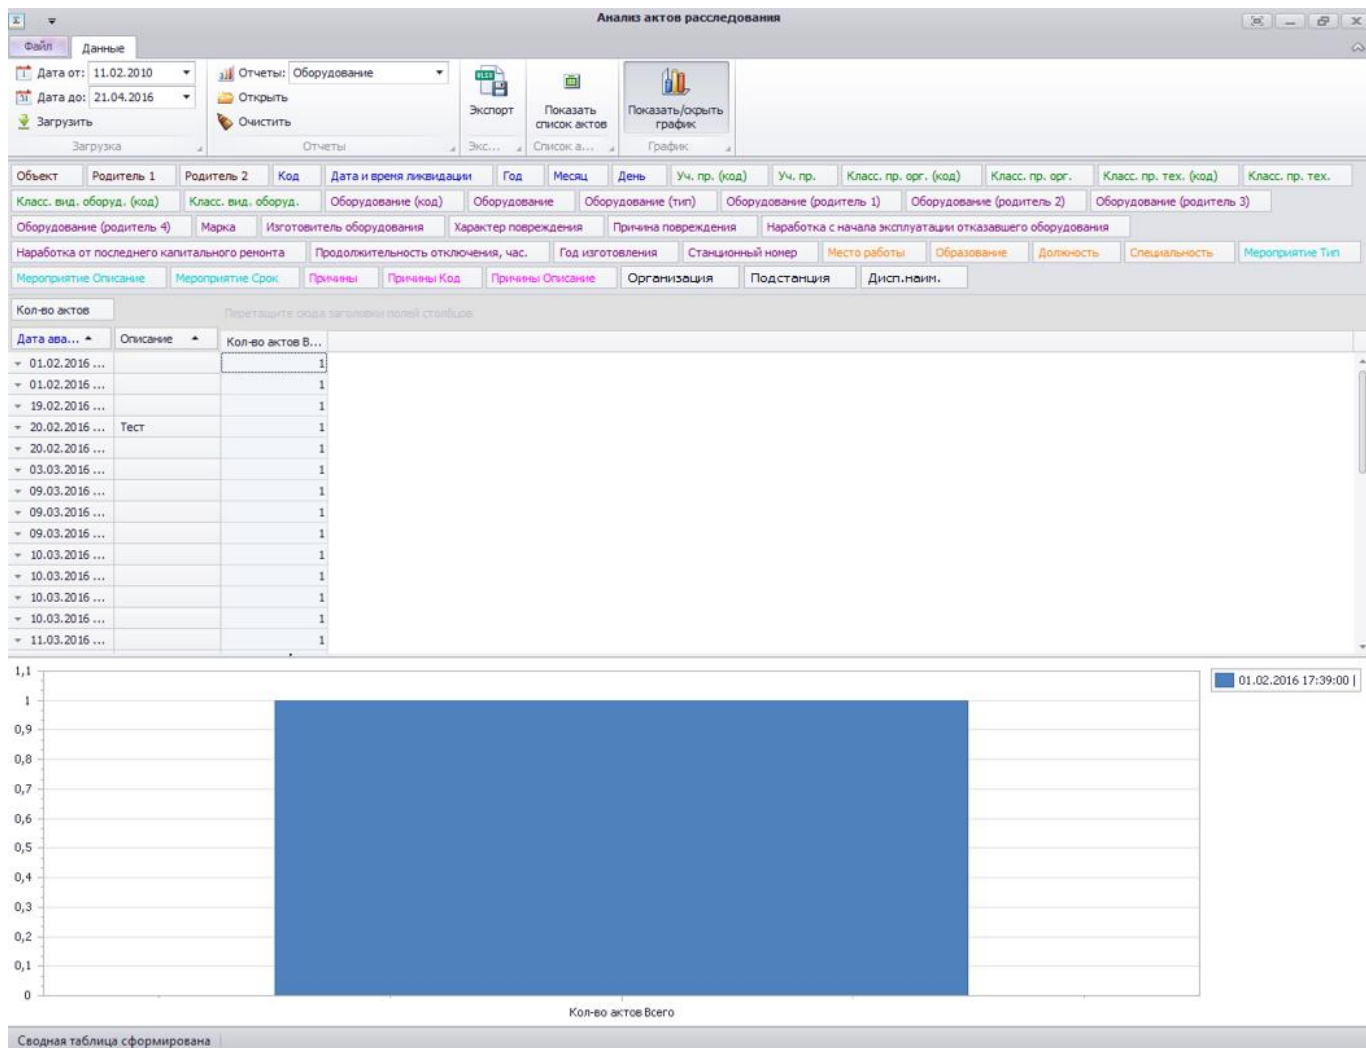 Анализ актов расследования
Файл Данные
Дата от: 11.02.2010 Отчеты: Оборудование
Дата до: 21.04.2016 Открыть
Загрузить Очистить
Экспорт Показать список актов Показать/скрыть график
Загрузка Отчеты Экс... Список а... График
Объект Родитель 1 Родитель 2 Код Дата и время ликвидации Год Месяц День Уч. пр. (код) Уч. пр. Класс. пр. орг. (код) Класс. пр. орг. Класс. пр. тех. (код) Класс. пр. тех.
Класс. вид. оборуд. (код) Класс. вид. оборуд. Оборудование (код) Оборудование Оборудование (тип) Оборудование (родитель 1) Оборудование (родитель 2) Оборудование (родитель 3)
Оборудование (родитель 4) Марка Изготовитель оборудования Характер повреждения Причина повреждения Наработка с начала эксплуатации отказавшего оборудования
Наработка от последнего капитального ремонта Продолжительность отключения, час. Год изготовления Станционный номер Место работы Образование Должность Специальность Мероприятие Тип
Мероприятие Описание Мероприятие Срок Причины Причины Код Причины Описание Организация Подстанция Дисп.наим.
Кол-во актов Перетащите сюда заголовки полей столбцов
Дата ава... Описание Кол-во актов В...
01.02.2016 ... 1
01.02.2016 ... 1
19.02.2016 ... 1
20.02.2016 ... Тест 1
20.02.2016 ... 1
03.03.2016 ... 1
09.03.2016 ... 1
09.03.2016 ... 1
09.03.2016 ... 1
10.03.2016 ... 1
10.03.2016 ... 1
10.03.2016 ... 1
10.03.2016 ... 1
11.03.2016 ... 1
1,1
1
0,9
0,8
0,7
0,6
0,5
0,4
0,3
0,2
0,1
0
01.02.2016 17:39:00 |
Кол-во актов Всего
Сводная таблица сформирована